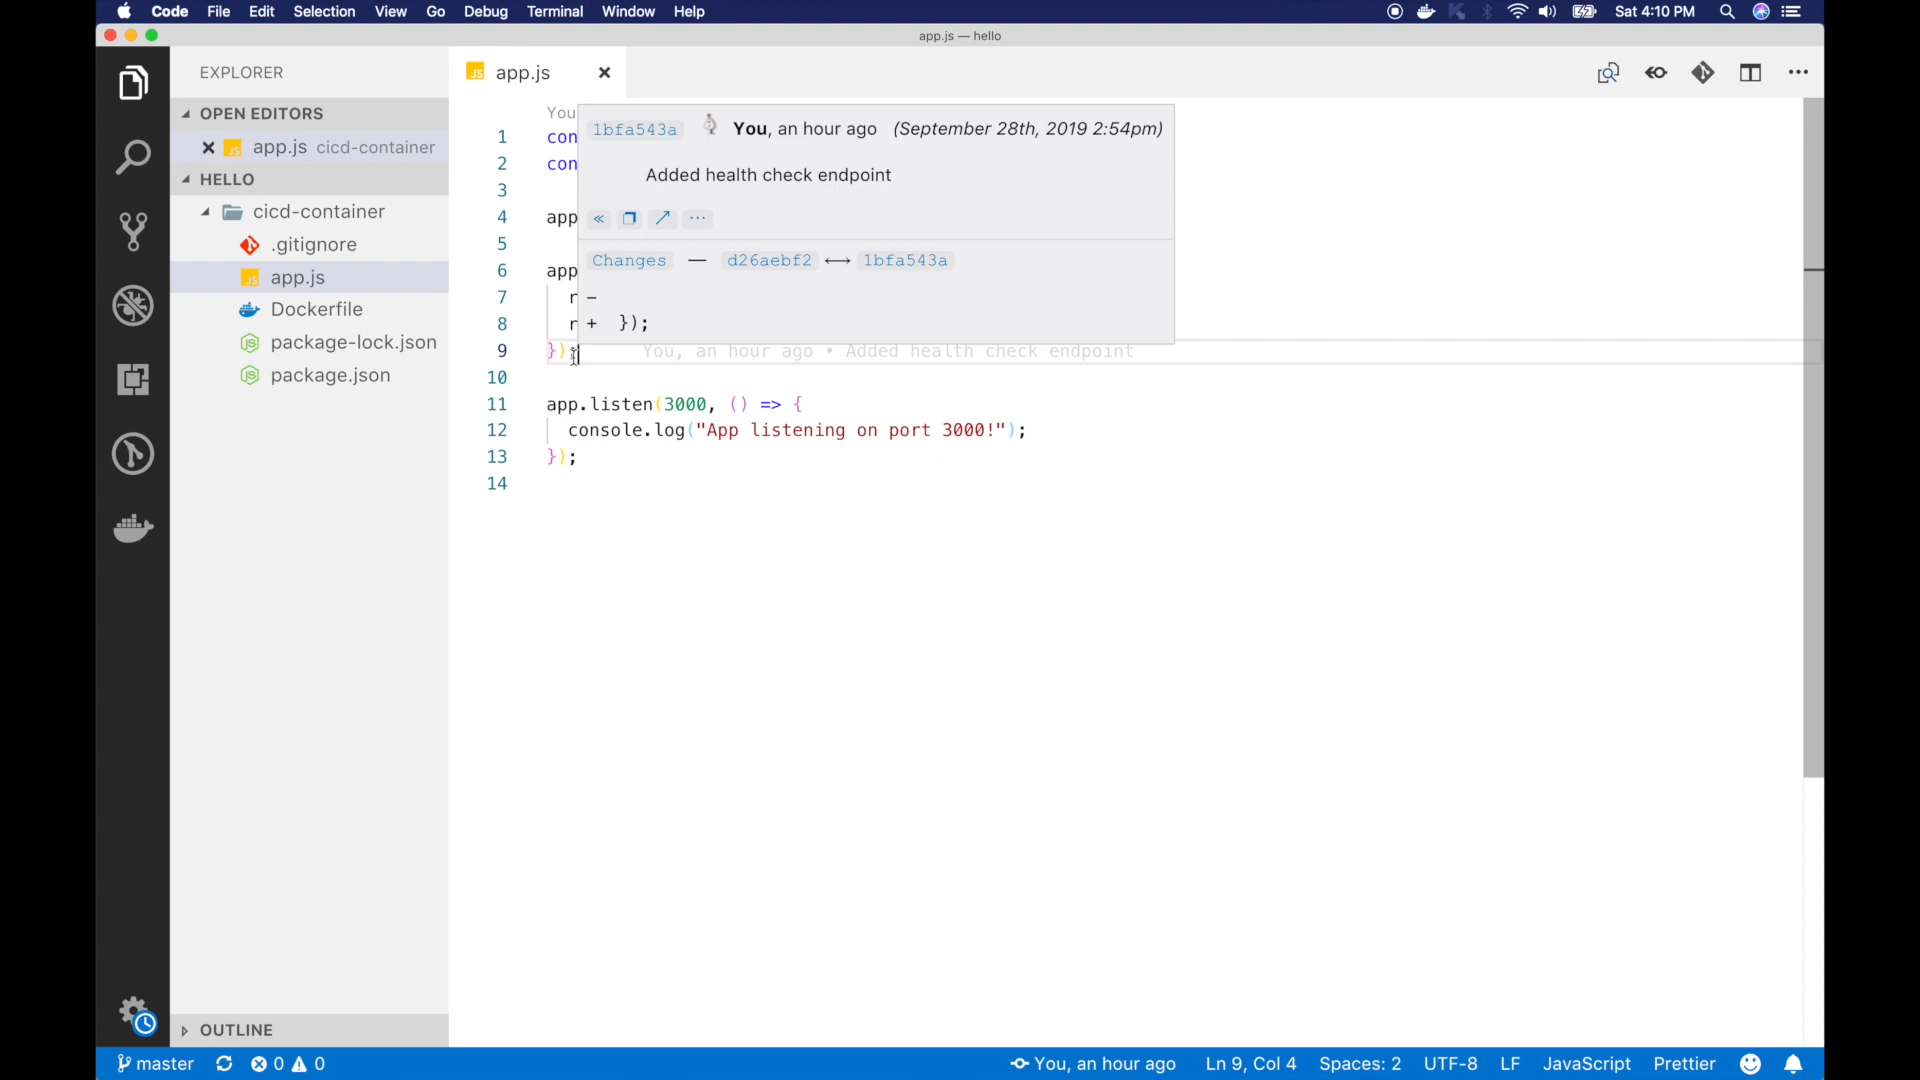 Code File Edit Selection View Go Debug Terminal Window Help Sat 4:10 PM
app.js — hello
EXPLORER
OPEN EDITORS
app.js cicd-container
HELLO
cicd-container
.gitignore
app.js
Dockerfile
package-lock.json
package.json
OUTLINE
app.js
You
1 con
2 con
3
4 app
5
6 app
7 r
8 r
9 }); You, an hour ago • Added health check endpoint
10
11 app.listen(3000, () => {
12 console.log("App listening on port 3000!");
13 });
14
1bfa543a You, an hour ago (September 28th, 2019 2:54pm)
Added health check endpoint
« ···
Changes — d26aebf2 ⟷ 1bfa543a
–
+ });
master 0 0 You, an hour ago Ln 9, Col 4 Spaces: 2 UTF-8 LF JavaScript Prettier